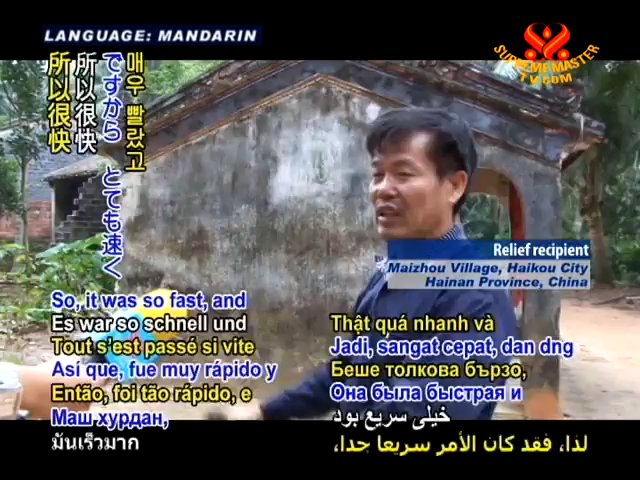 LANGUAGE: MANDARIN
SUPREME MASTER
TV.COM
매우 빨랐고
ですから とても速く
所以很快
所以很快
Relief recipient
Maizhou Village, Haikou City
Hainan Province, China
So, it was so fast, and
Es war so schnell und
Tout s'est passé si vite
Así que, fue muy rápido y
Então, foi tão rápido, e
Маш хурдан,
มันเร็วมาก
Thật quá nhanh và
Jadi, sangat cepat, dan dng
Беше толкова бързо,
Она была быстрая и
خیلی سریع بود
لذا، فقد كان الأمر سريعا جدا،